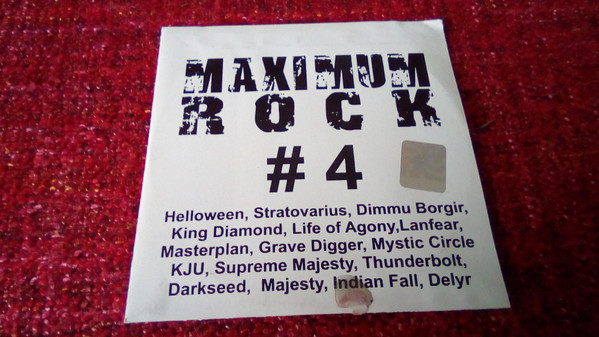 MAXIMUM
ROCK
#4
Helloween, Stratovarius, Dimmu Borgir,
King Diamond, Life of Agony,Lanfear,
Masterplan, Grave Digger, Mystic Circle
KJU, Supreme Majesty, Thunderbolt,
Darkseed, Majesty, Indian Fall, Delyr